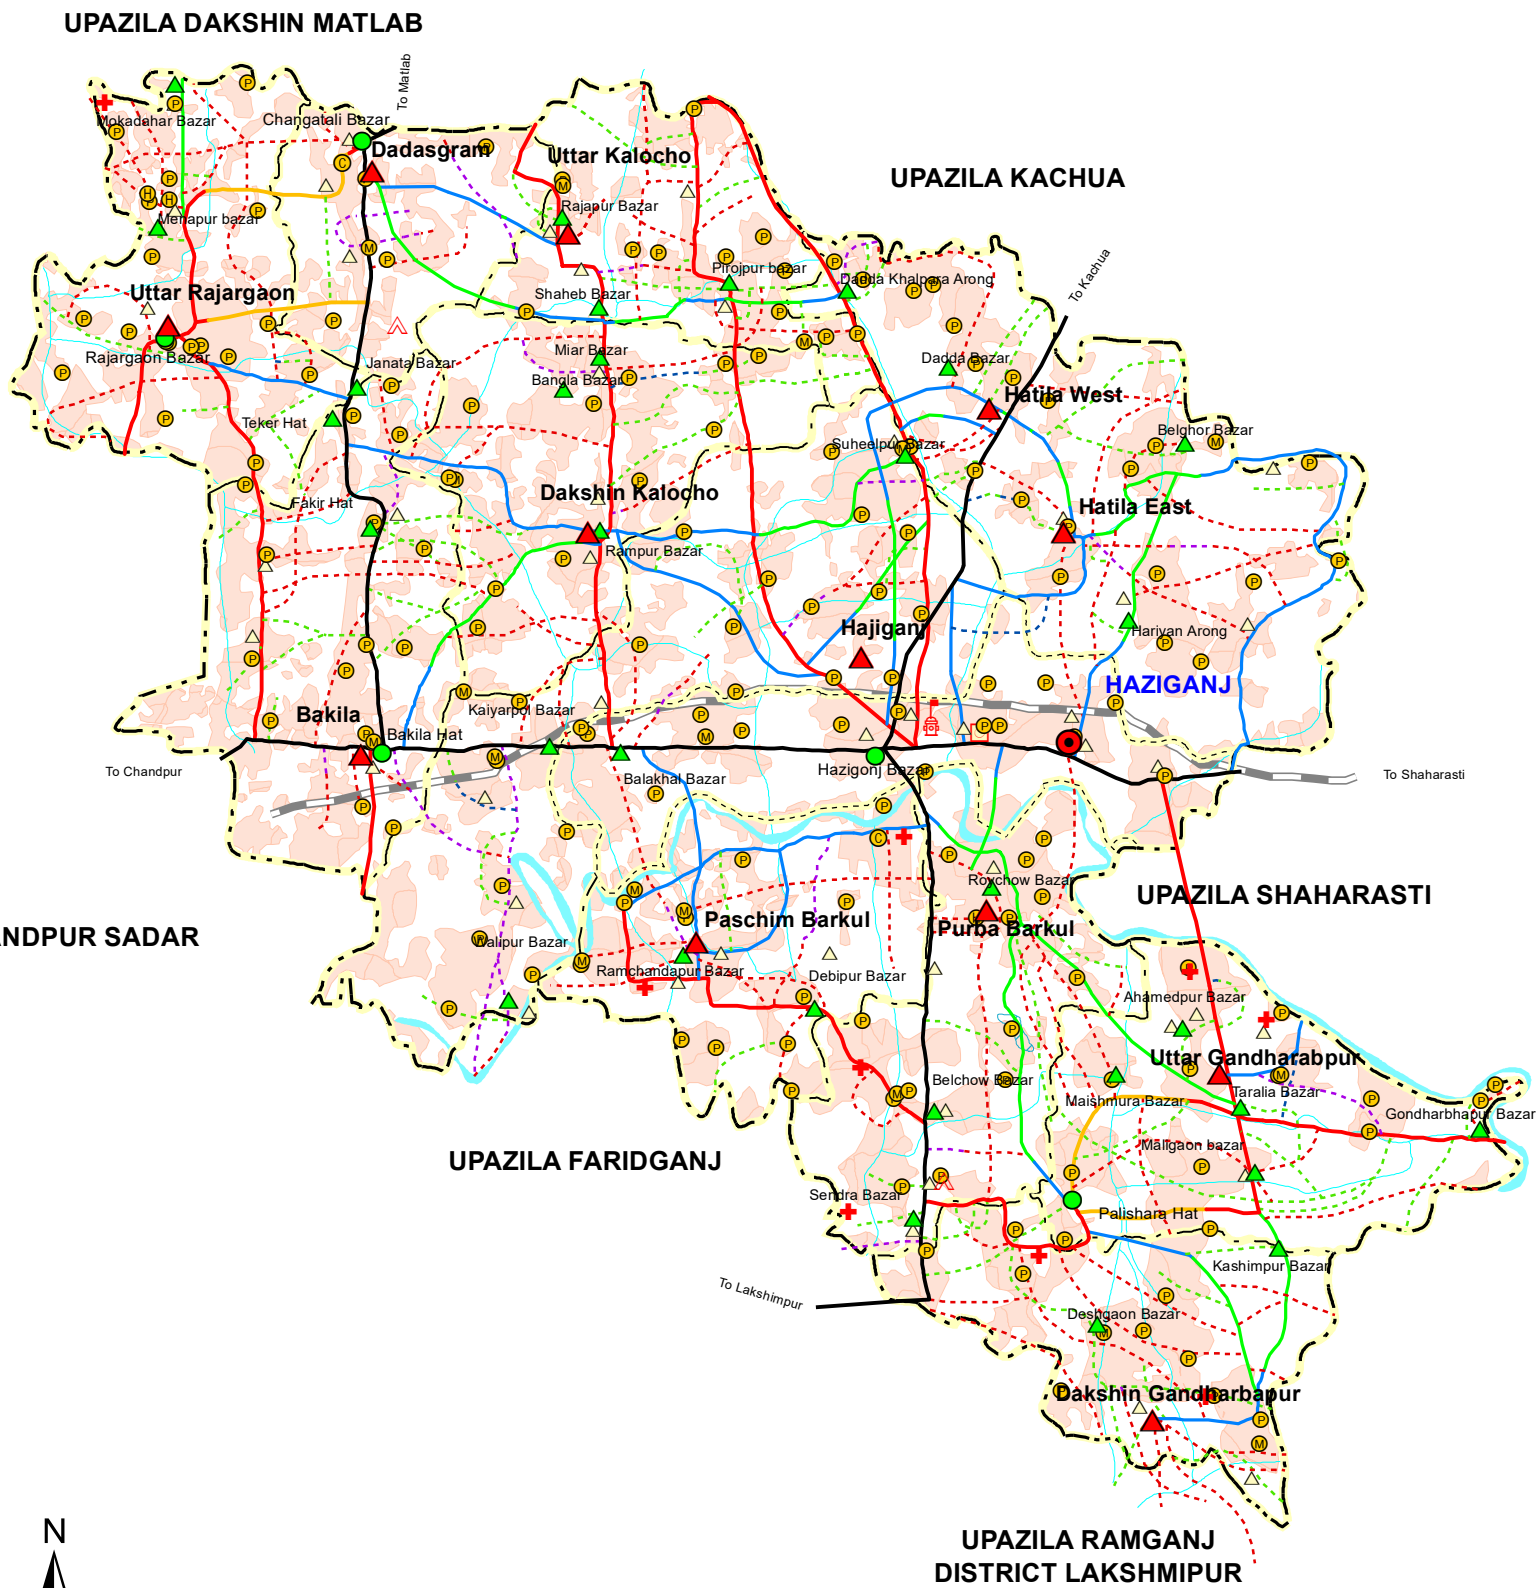 UPAZILA DAKSHIN MATLAB
To Matlab
Mokadahar Bazar
Changatali Bazar
Dadasgram
Uttar Kalocho
UPAZILA KACHUA
Rajapur Bazar
Menapur bazar
To Kachua
Pirojpur bazar
Dadda Khalpara Arong
Uttar Rajargaon
Shaheb Bazar
Rajargaon Bazar
Janata Bazar
Miar Bazar
Dadda Bazar
Bangla Bazar
Hatila West
Teker Hat
Suheelpur Bazar
Belghor Bazar
Fakir Hat
Dakshin Kalocho
Hatila East
Rampur Bazar
Hajiganj
Hariyan Arong
HAZIGANJ
Bakila
Kaiyarpol Bazar
Bakila Hat
To Chandpur
Balakhal Bazar
Hazigonj Bazar
To Shaharasti
Roychow Bazar
UPAZILA SHAHARASTI
ANDPUR SADAR
Walipur Bazar
Paschim Barkul
Purba Barkul
Ramchandapur Bazar
Debipur Bazar
Ahamedpur Bazar
Uttar Gandharabpur
Belchow Bazar
Maishmura Bazar
Taralia Bazar
Gondharbhapur Bazar
UPAZILA FARIDGANJ
Maligaon bazar
Sendra Bazar
Palishara Hat
Kashimpur Bazar
To Lakshimpur
Deshgaon Bazar
Dakshin Gandharbapur
N
UPAZILA RAMGANJ
DISTRICT LAKSHMIPUR